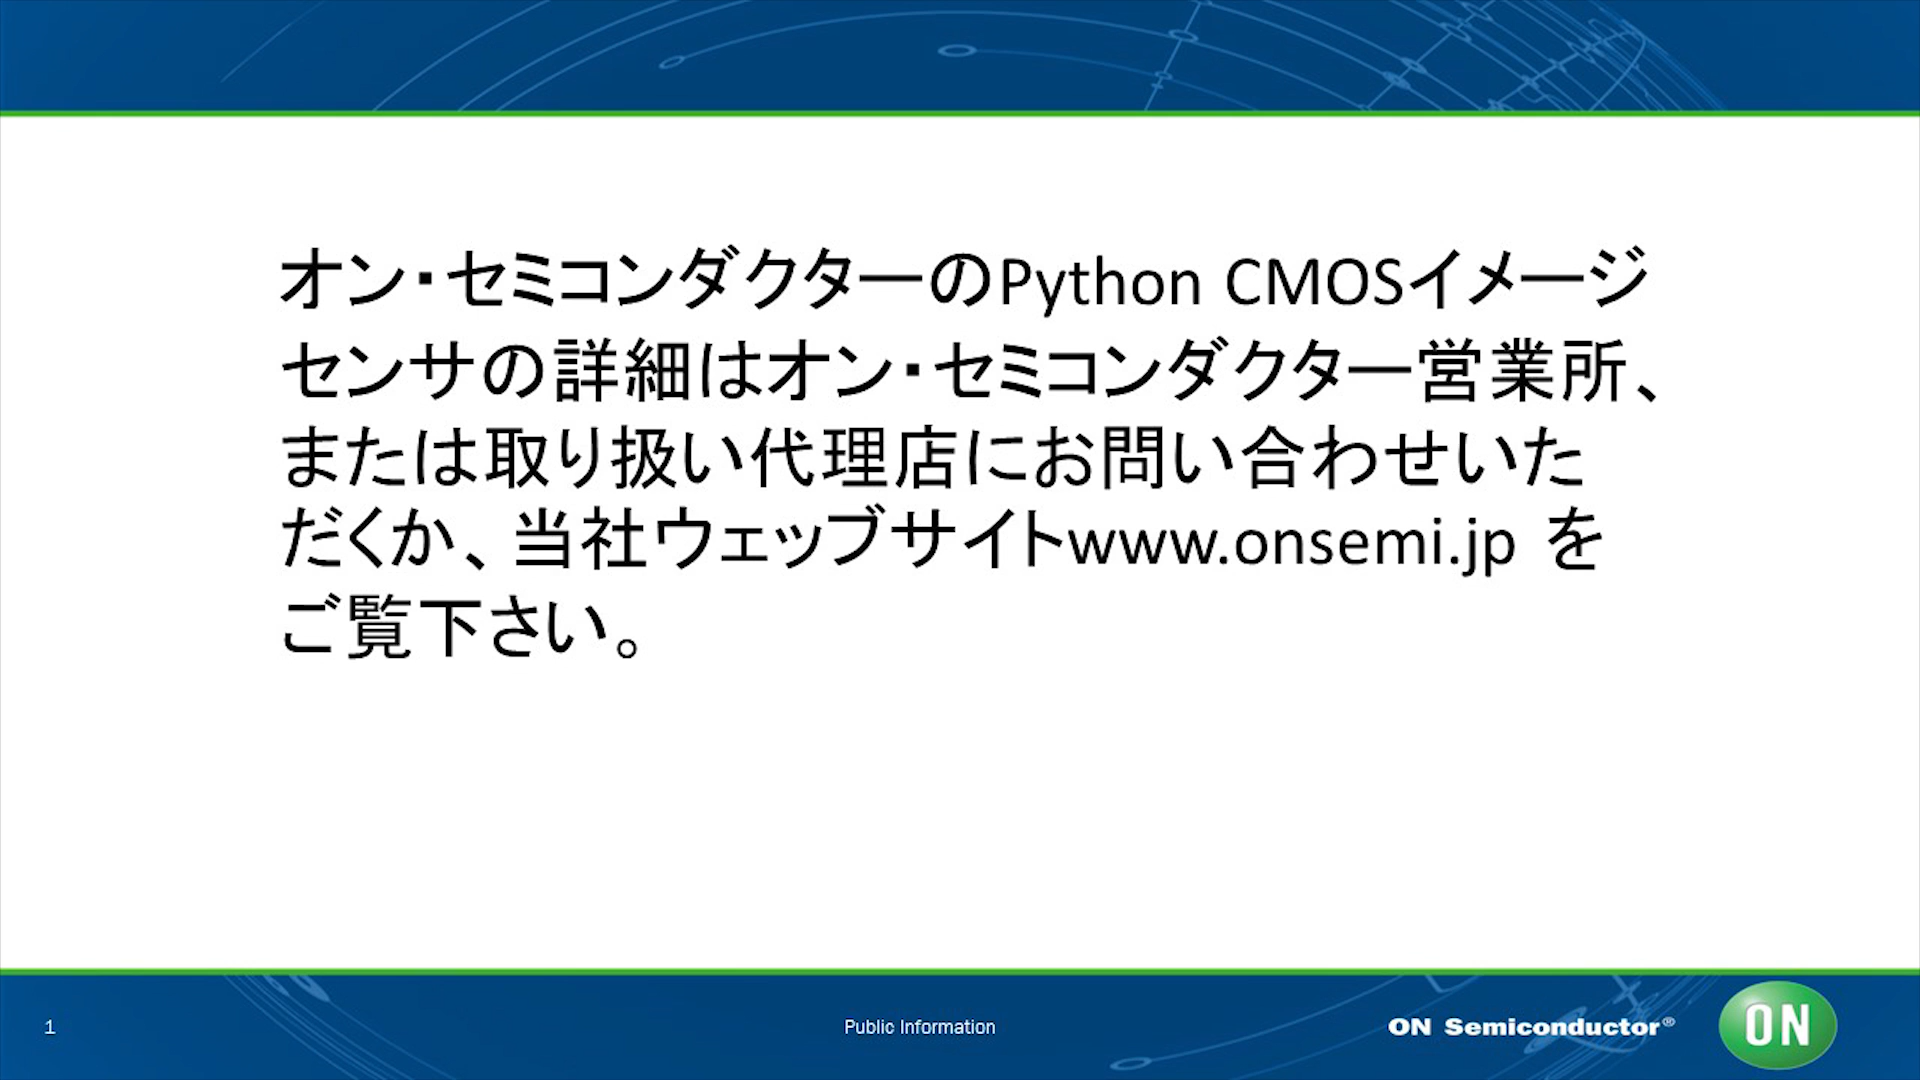 オン・セミコンダクターのPython CMOSイメージ
センサの詳細はオン・セミコンダクター営業所、
または取り扱い代理店にお問い合わせいた
だくか、当社ウェッブサイトwww.onsemi.jp を
ご覧下さい。
1
Public Information
ON Semiconductor®
ON